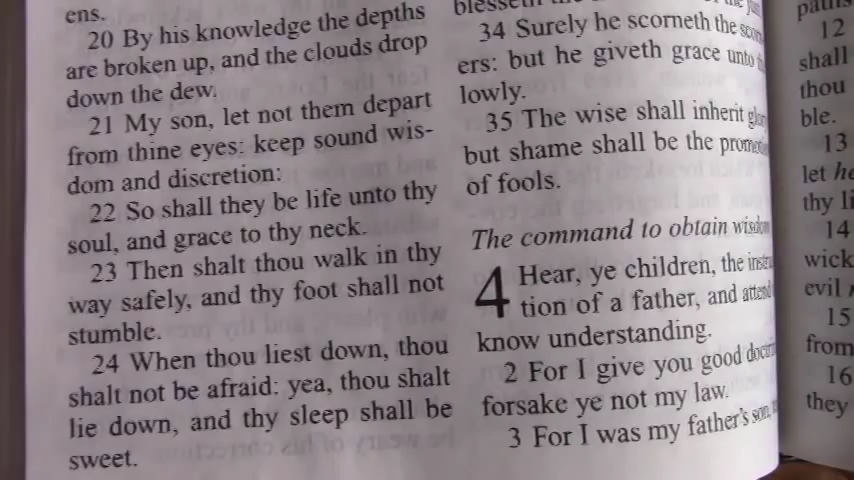 ens.
20 By his knowledge the depths
are broken up, and the clouds drop
down the dew.
21 My son, let not them depart
from thine eyes: keep sound wis-
dom and discretion:
22 So shall they be life unto thy
soul, and grace to thy neck.
23 Then shalt thou walk in thy
way safely, and thy foot shall not
stumble.
24 When thou liest down, thou
shalt not be afraid: yea, thou shalt
lie down, and thy sleep shall be
sweet.
34 Surely he scorneth the
ers: but he giveth grace unto
lowly.
35 The wise shall inherit
but shame shall be the
of fools.
The command to obtain wisdom
4 Hear, ye children, the
tion of a father, and
know understanding.
2 For I give you good
forsake ye not my law.
3 For I was my father's son,
12
shall
thou
ble.
13
let he
thy
14
wick
evil
15
from
16
they